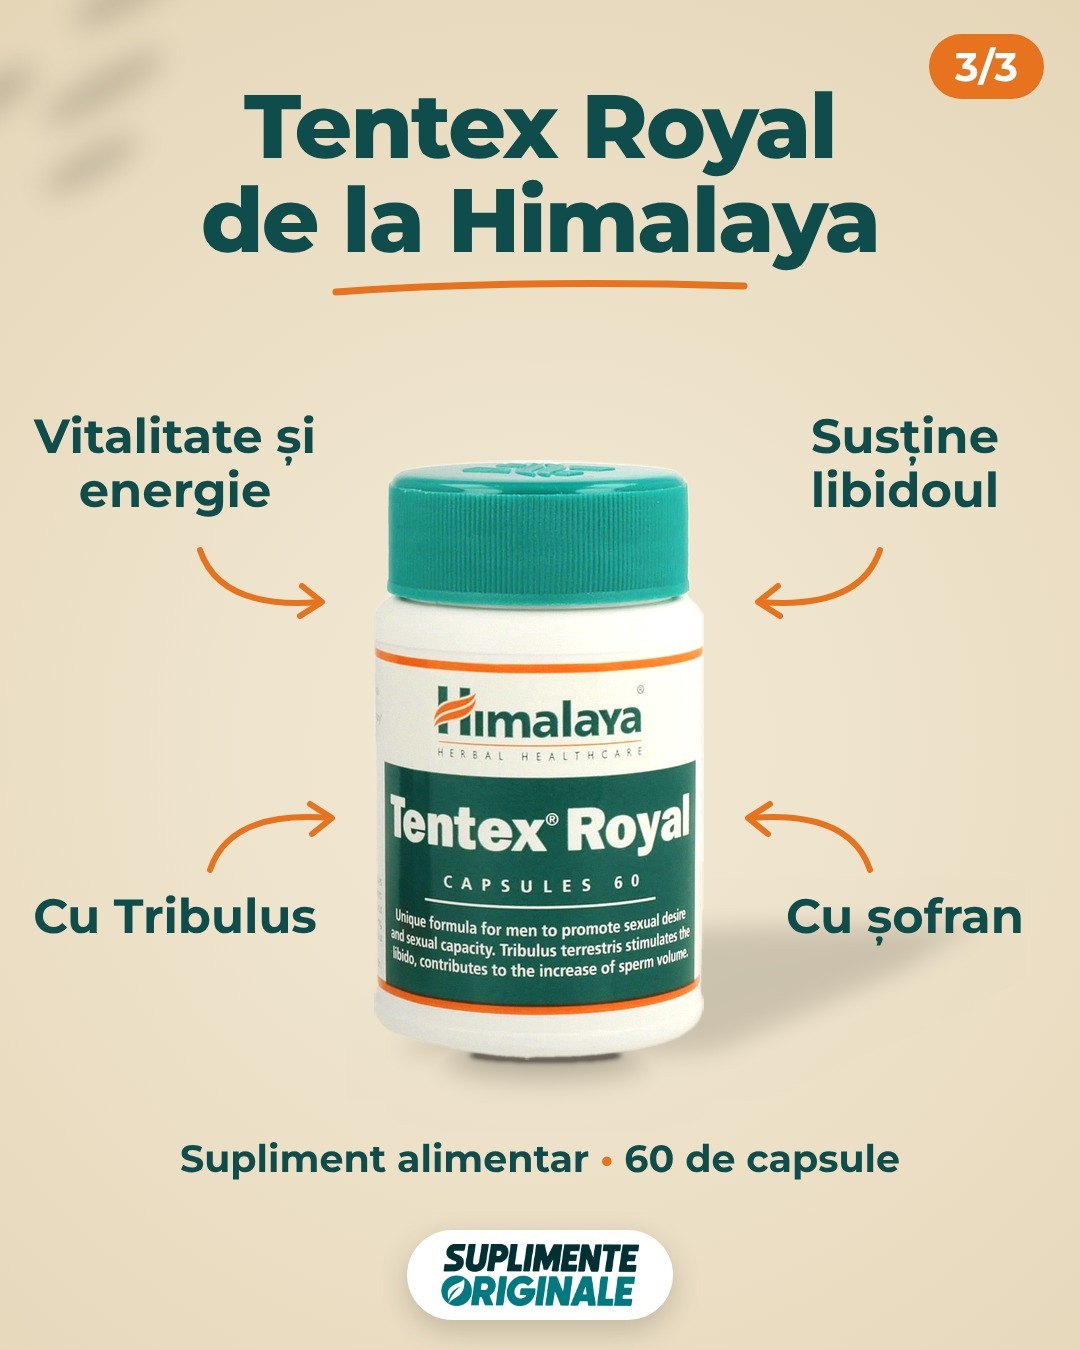 3/3
Tentex Royal
de la Himalaya
Vitalitate și
energie
Susține
libidoul
Himalaya®
HERBAL HEALTHCARE
Tentex® Royal
CAPSULES 60
Unique formula for men to promote sexual desire
and sexual capacity. Tribulus terrestris stimulates the
libido, contributes to the increase of sperm volume.
Cu Tribulus
Cu șofran
Supliment alimentar • 60 de capsule
SUPLIMENTE
ORIGINALE